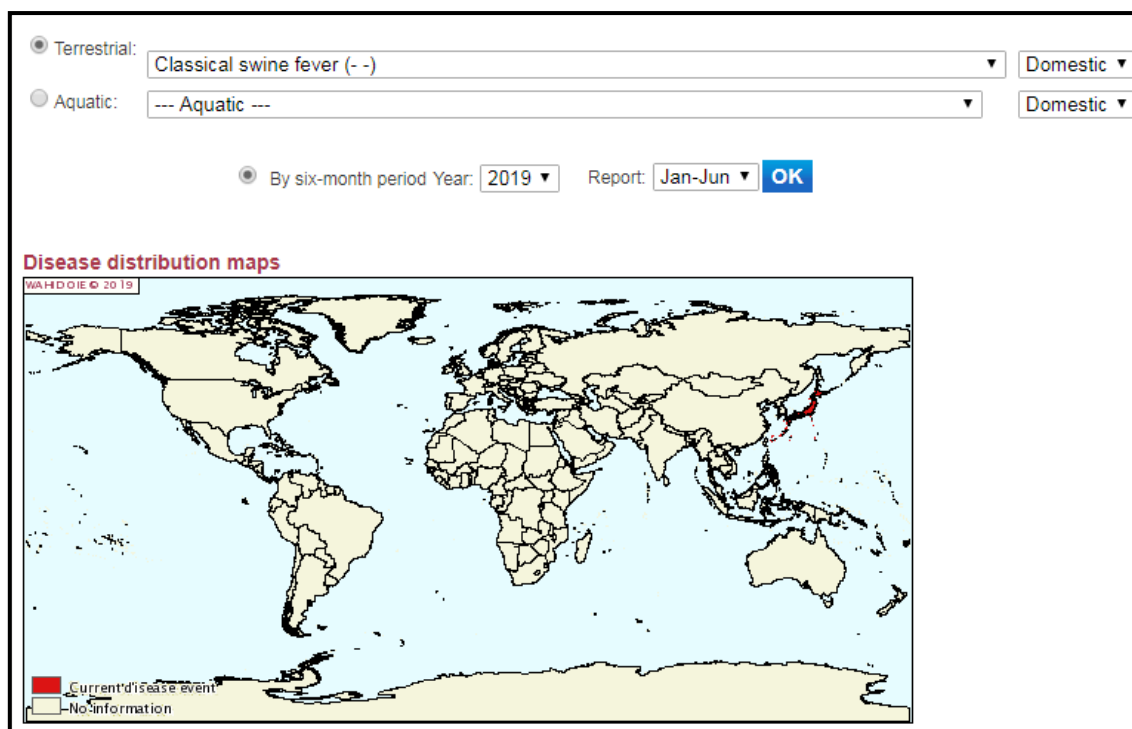 Terrestrial: Classical swine fever (- -) Domestic
Aquatic: --- Aquatic --- Domestic
By six-month period Year: 2019 Report: Jan-Jun OK
Disease distribution maps
WAHID OIE © 2019
Current disease event
No information